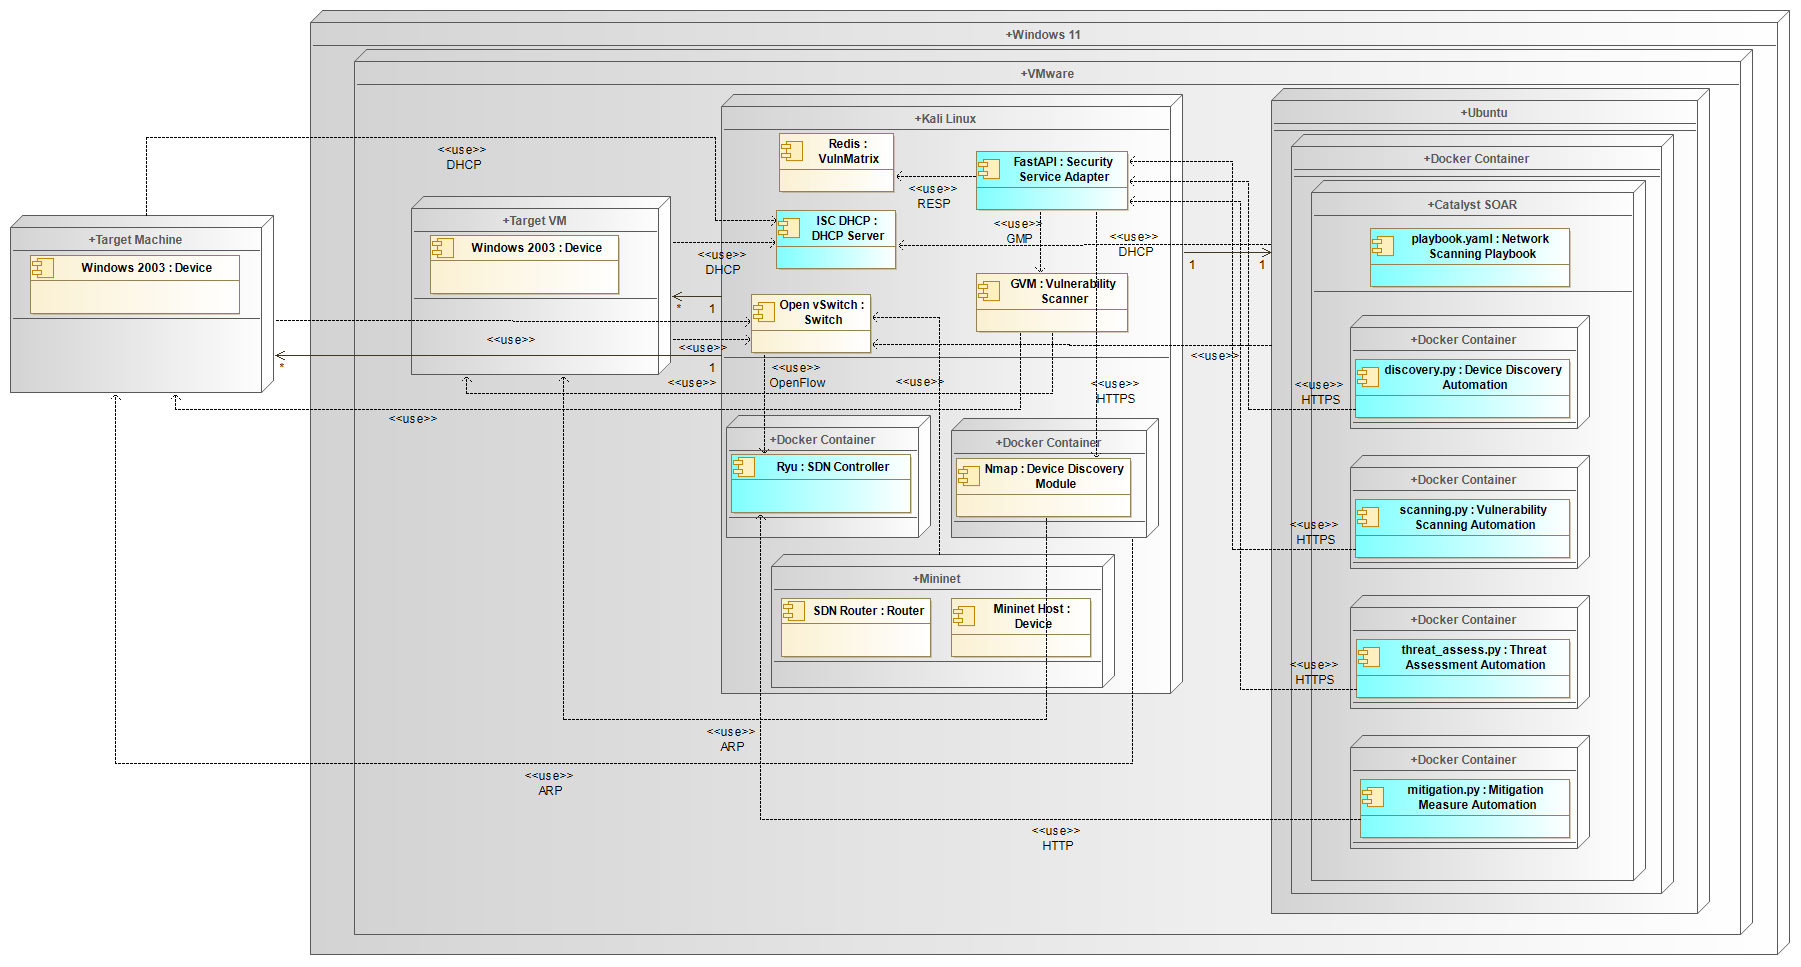 +Windows 11
+VMware
+Kali Linux
Redis :
VulnMatrix
FastAPI : Security
Service Adapter
<<use>>
RESP
ISC DHCP :
DHCP Server
<<use>>
GMP
<<use>>
DHCP
GVM : Vulnerability
Scanner
Open vSwitch :
Switch
<<use>>
DHCP
<<use>>
DHCP
+Target VM
Windows 2003 : Device
+Target Machine
Windows 2003 : Device
*
1
1
1
*
1
<<use>>
<<use>>
<<use>>
<<use>>
<<use>>
OpenFlow
<<use>>
<<use>>
<<use>>
HTTPS
+Docker Container
Ryu : SDN Controller
+Docker Container
Nmap : Device Discovery
Module
+Mininet
SDN Router : Router
Mininet Host :
Device
<<use>>
ARP
<<use>>
ARP
<<use>>
HTTP
+Ubuntu
+Docker Container
+Catalyst SOAR
playbook.yaml : Network
Scanning Playbook
+Docker Container
discovery.py : Device Discovery
Automation
<<use>>
HTTPS
+Docker Container
scanning.py : Vulnerability
Scanning Automation
<<use>>
HTTPS
+Docker Container
threat_assess.py : Threat
Assessment Automation
<<use>>
HTTPS
+Docker Container
mitigation.py : Mitigation
Measure Automation